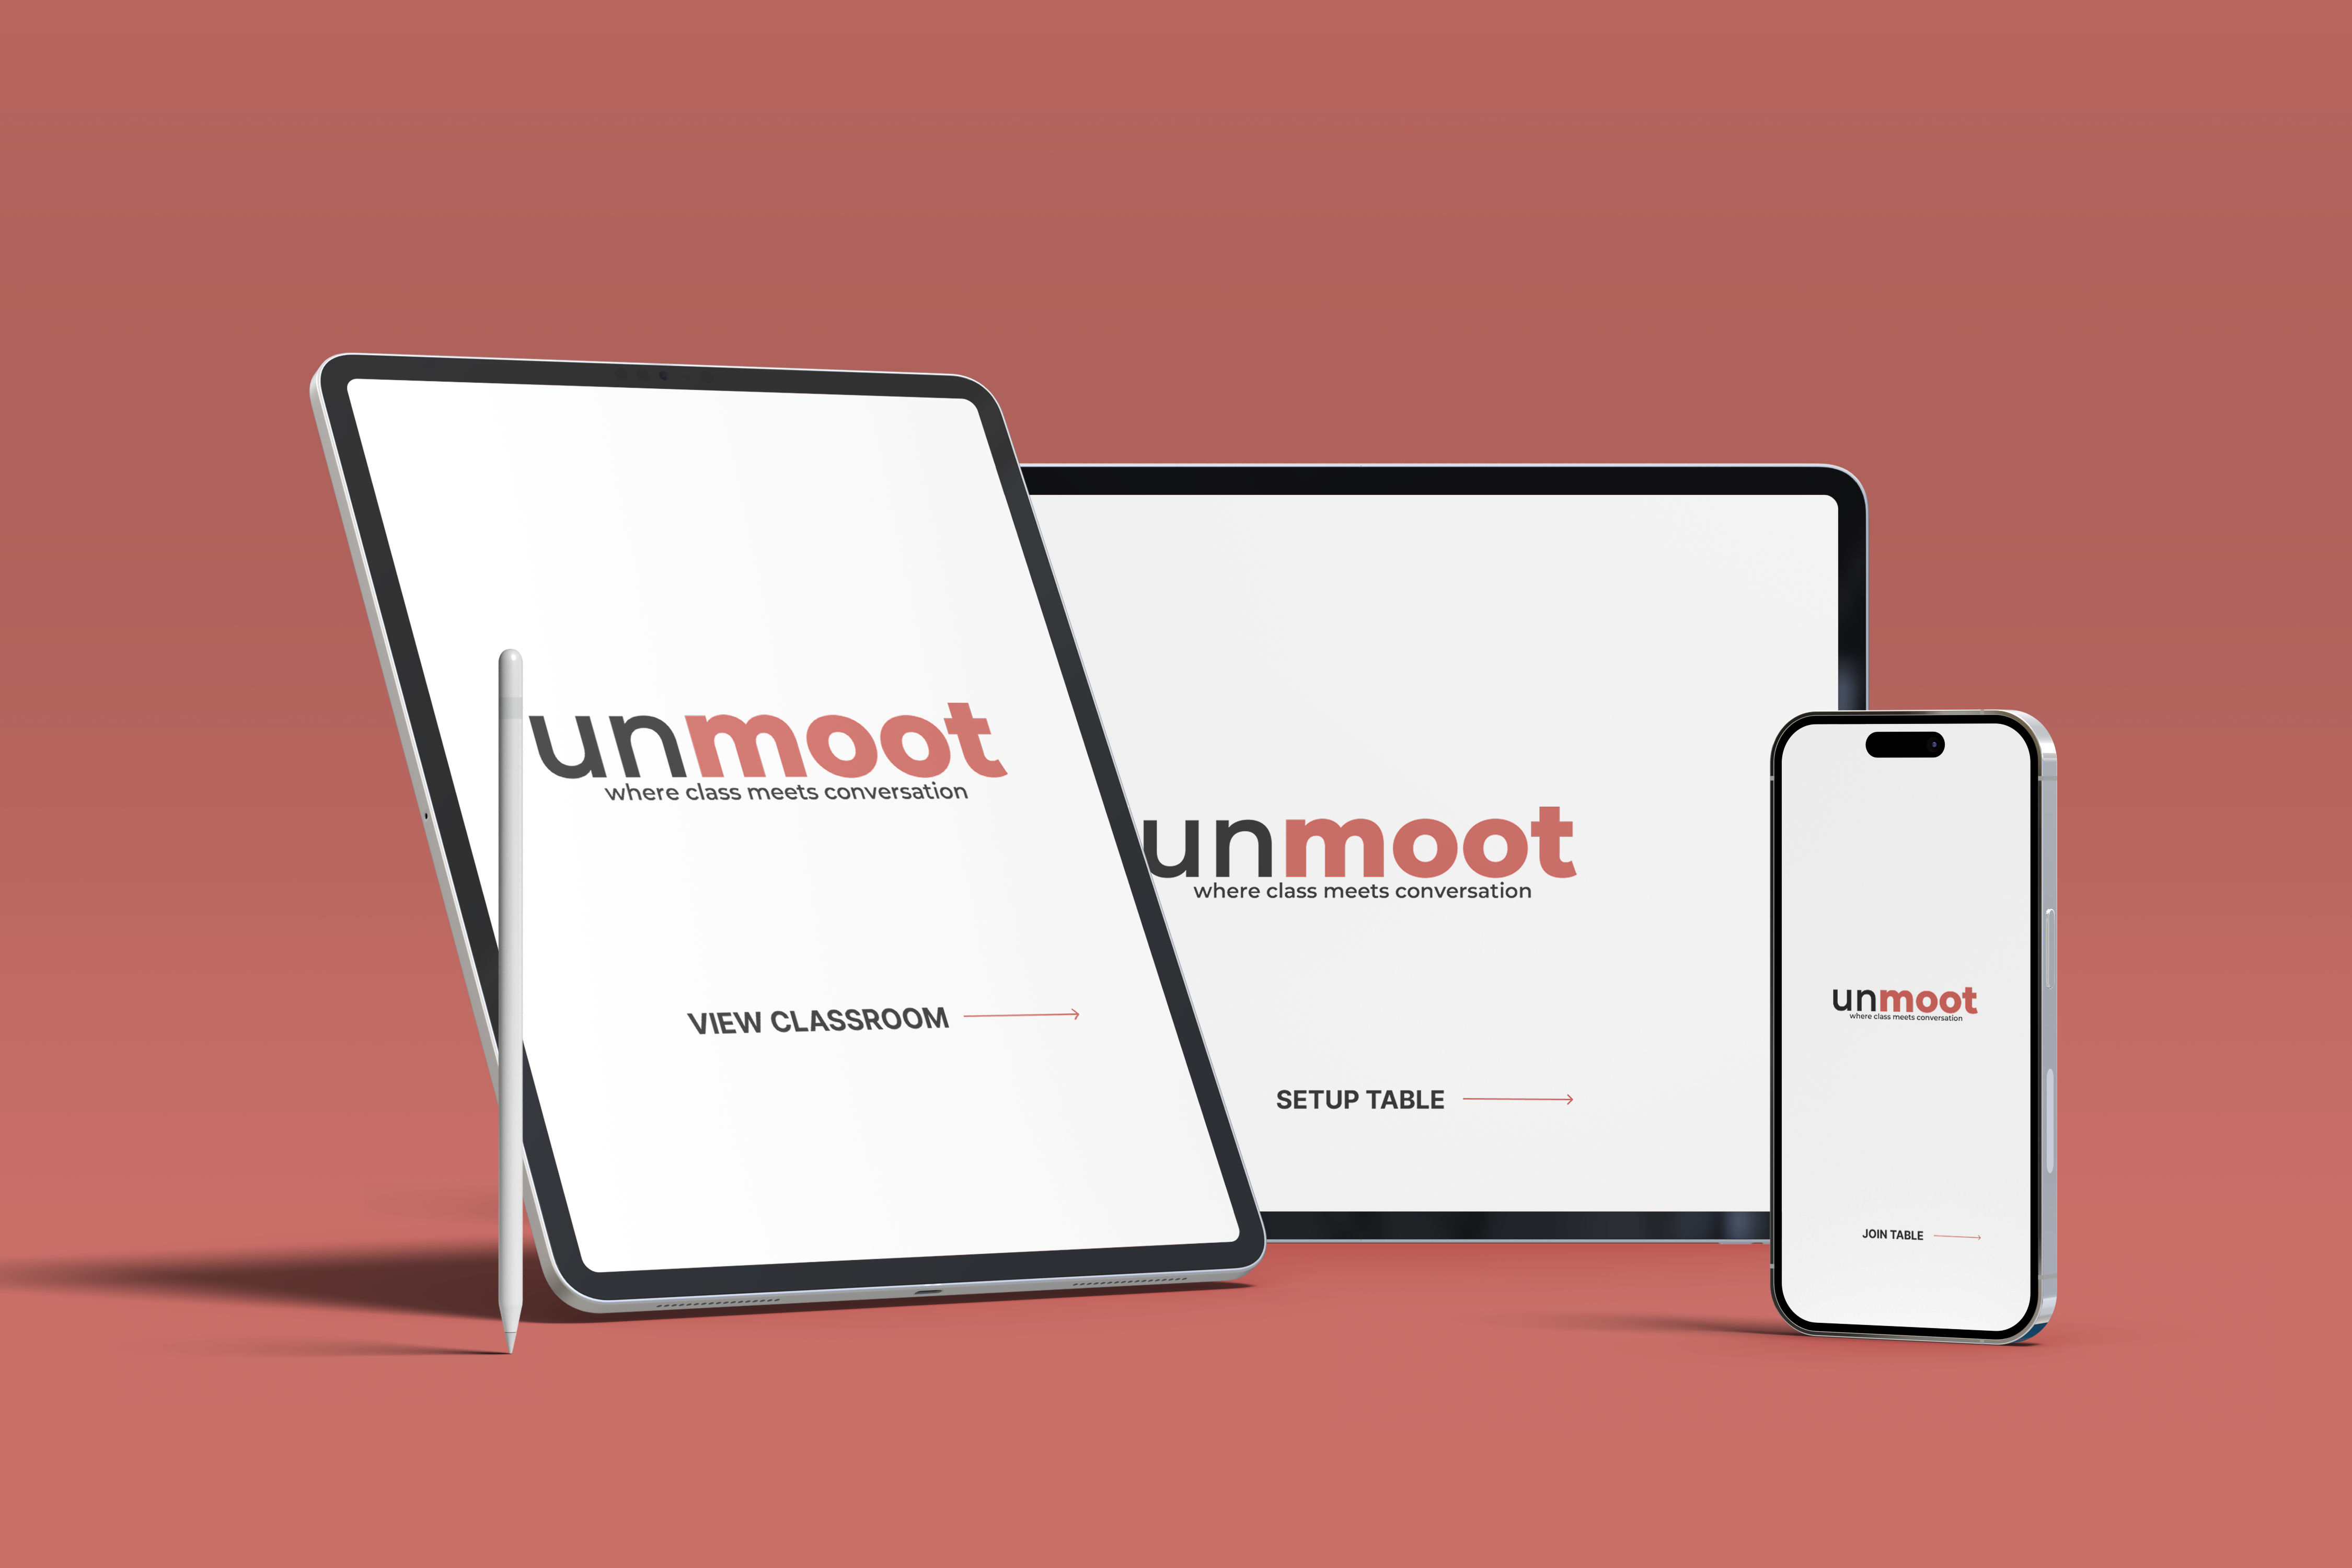 unmoot
where class meets conversation
VIEW CLASSROOM
unmoot
where class meets conversation
SETUP TABLE
unmoot
where class meets conversation
JOIN TABLE